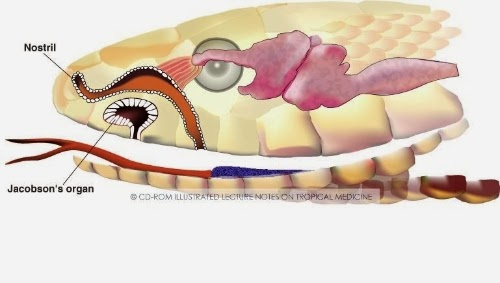 Nostril
Jacobson's organ
© CD-ROM ILLUSTRATED LECTURE NOTES ON TROPICAL MEDICINE